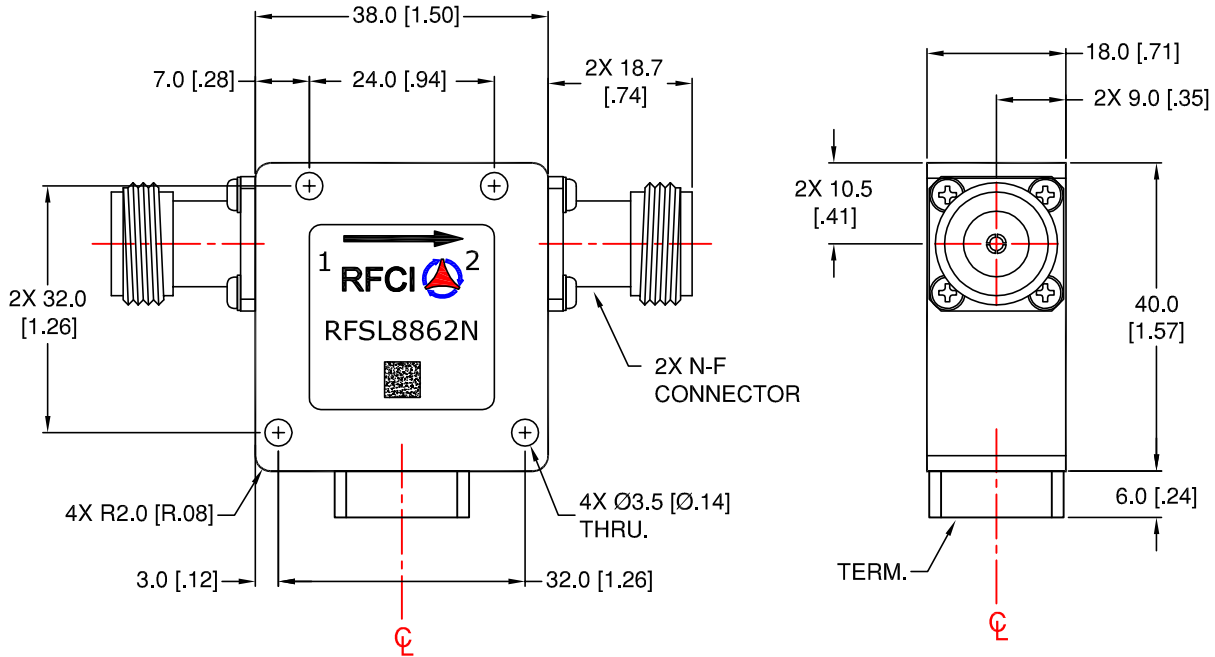 38.0 [1.50]
7.0 [.28]
24.0 [.94]
2X 18.7
[.74]
18.0 [.71]
2X 9.0 [.35]
2X 10.5
[.41]
2X 32.0
[1.26]
1
2
RFCI
RFSL8862N
40.0
[1.57]
2X N-F
CONNECTOR
4X R2.0 [R.08]
4X Ø3.5 [Ø.14]
THRU.
6.0 [.24]
TERM.
3.0 [.12]
32.0 [1.26]
℄
℄